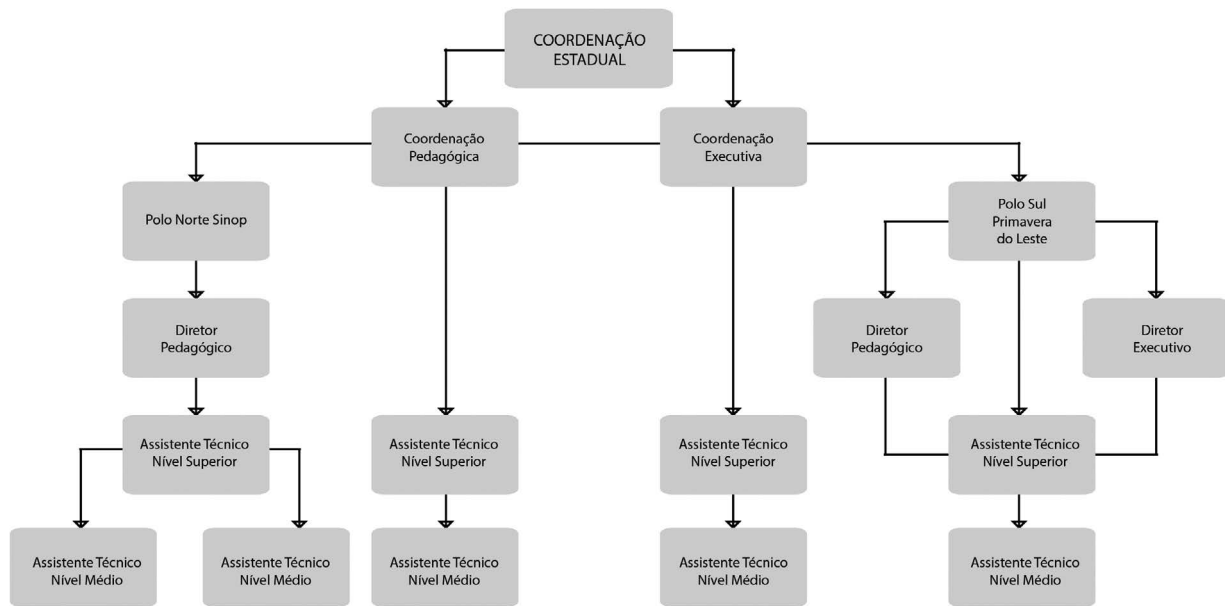 COORDENAÇÃO
ESTADUAL
Coordenação
Pedagógica
Coordenação
Executiva
Polo Norte Sinop
Polo Sul
Primavera
do Leste
Diretor
Pedagógico
Diretor
Pedagógico
Diretor
Executivo
Assistente Técnico
Nível Superior
Assistente Técnico
Nível Superior
Assistente Técnico
Nível Superior
Assistente Técnico
Nível Superior
Assistente Técnico
Nível Médio
Assistente Técnico
Nível Médio
Assistente Técnico
Nível Médio
Assistente Técnico
Nível Médio
Assistente Técnico
Nível Médio